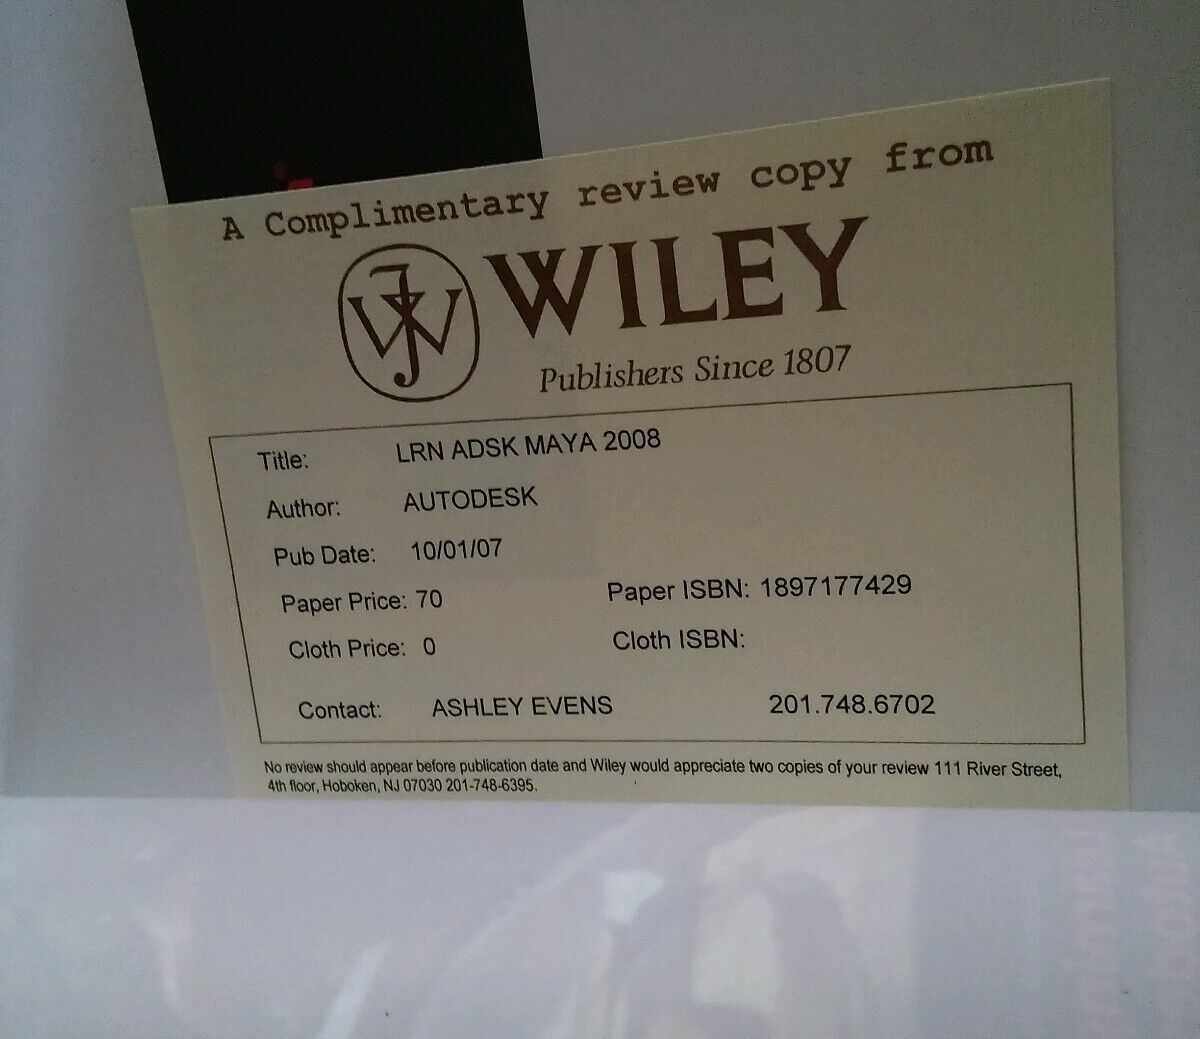 A Complimentary review copy from
JW
WILEY
Publishers Since 1807
Title: LRN ADSK MAYA 2008
Author: AUTODESK
Pub Date: 10/01/07
Paper Price: 70 Paper ISBN: 1897177429
Cloth Price: 0 Cloth ISBN:
Contact: ASHLEY EVENS 201.748.6702
No review should appear before publication date and Wiley would appreciate two copies of your review 111 River Street,
4th floor, Hoboken, NJ 07030 201-748-6395.